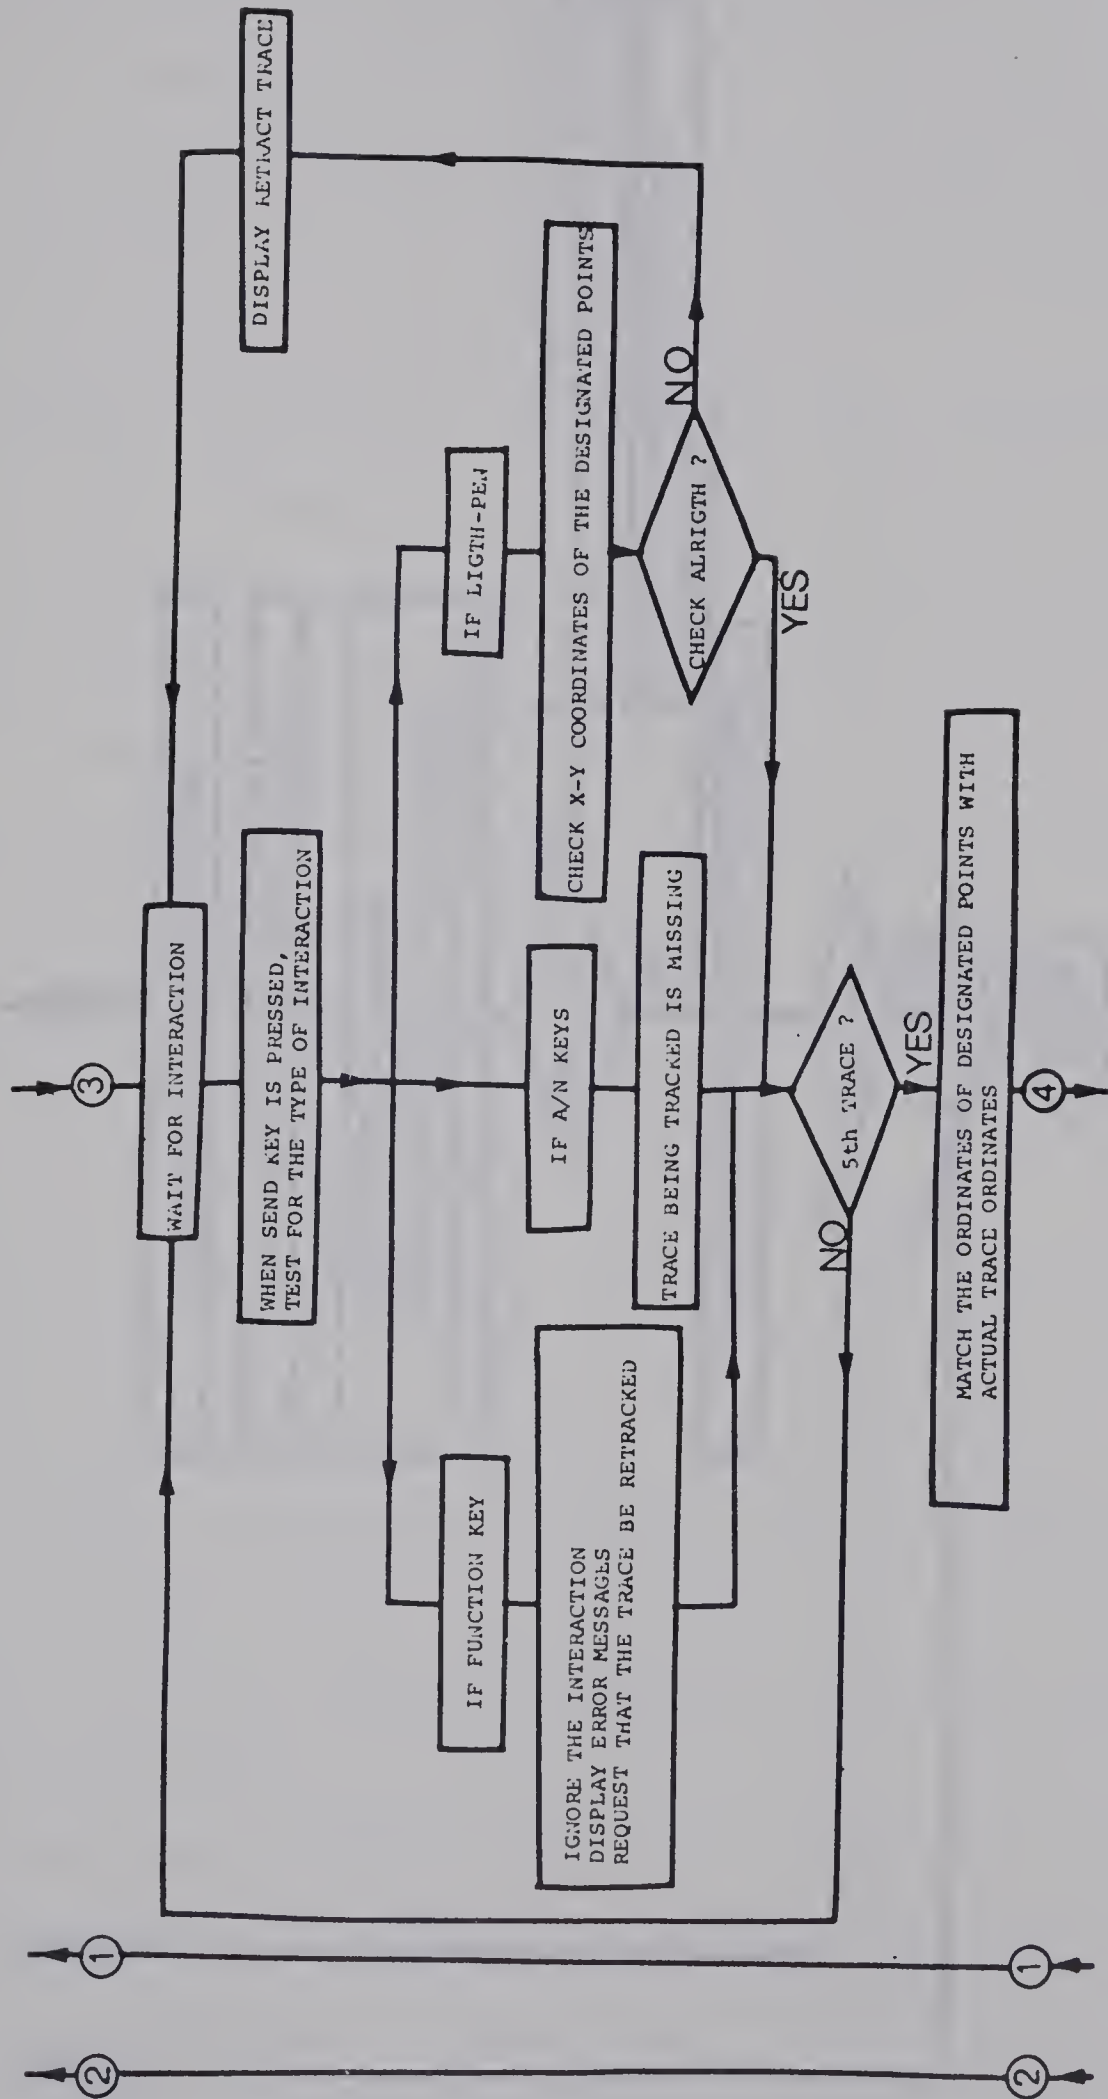 3
WAIT FOR INTERACTION
DISPLAY RETRACT TRACE
WHEN SEND KEY IS PRESSED,
TEST FOR THE TYPE OF INTERACTION
IF FUNCTION KEY
IF A/N KEYS
IF LIGTH-PEN
IGNORE THE INTERACTION
DISPLAY ERROR MESSAGES
REQUEST THAT THE TRACE BE RETRACKED
TRACE BEING TRACKED IS MISSING
CHECK X-Y COORDINATES OF THE DESIGNATED POINTS
CHECK ALRIGTH ?
NO
YES
5th TRACE ?
NO
YES
MATCH THE ORDINATES OF DESIGNATED POINTS WITH
ACTUAL TRACE ORDINATES
4
2
1
2
1